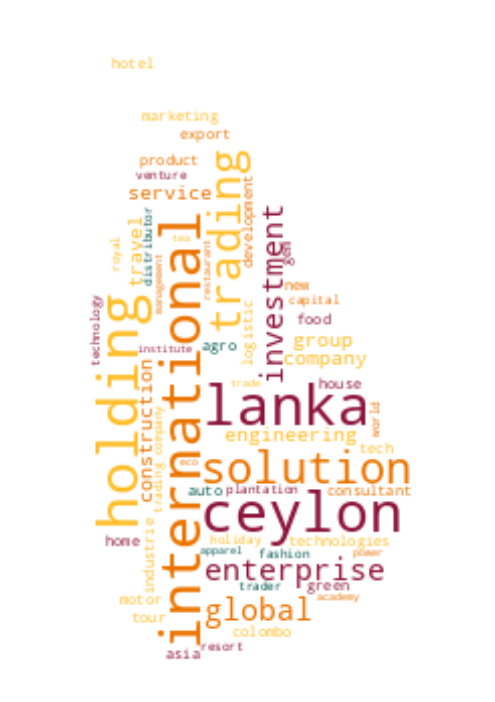 hotel
marketing
export
product
venture
service
trading
development
distributor
travel
royal
tea
management
restaurant
international
investment
gem
new
capital
food
logistic
group
company
technology
holding
institute
agro
construction
trading company
trade
house
lanka
world
engineering
tech
eco
solution
auto
plantation
consultant
ceylon
home
industrie
holiday
technologies
apparel
fashion
power
enterprise
trader
green
academy
motor
global
tour
colombo
asia
resort